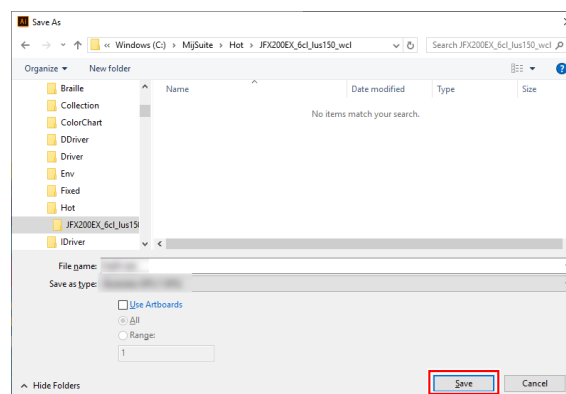 Ai Save As
« Windows (C:) › MijSuite › Hot › JFX200EX_6cl_lus150_wcl
Search JFX200EX_6cl_lus150_wcl
Organize New folder
Name Date modified Type Size
No items match your search.
Braille
Collection
ColorChart
DDriver
Driver
Env
Fixed
Hot
JFX200EX_6cl_lus15
IDriver
File name:
Save as type:
Use Artboards
All
Range:
1
Hide Folders
Save Cancel